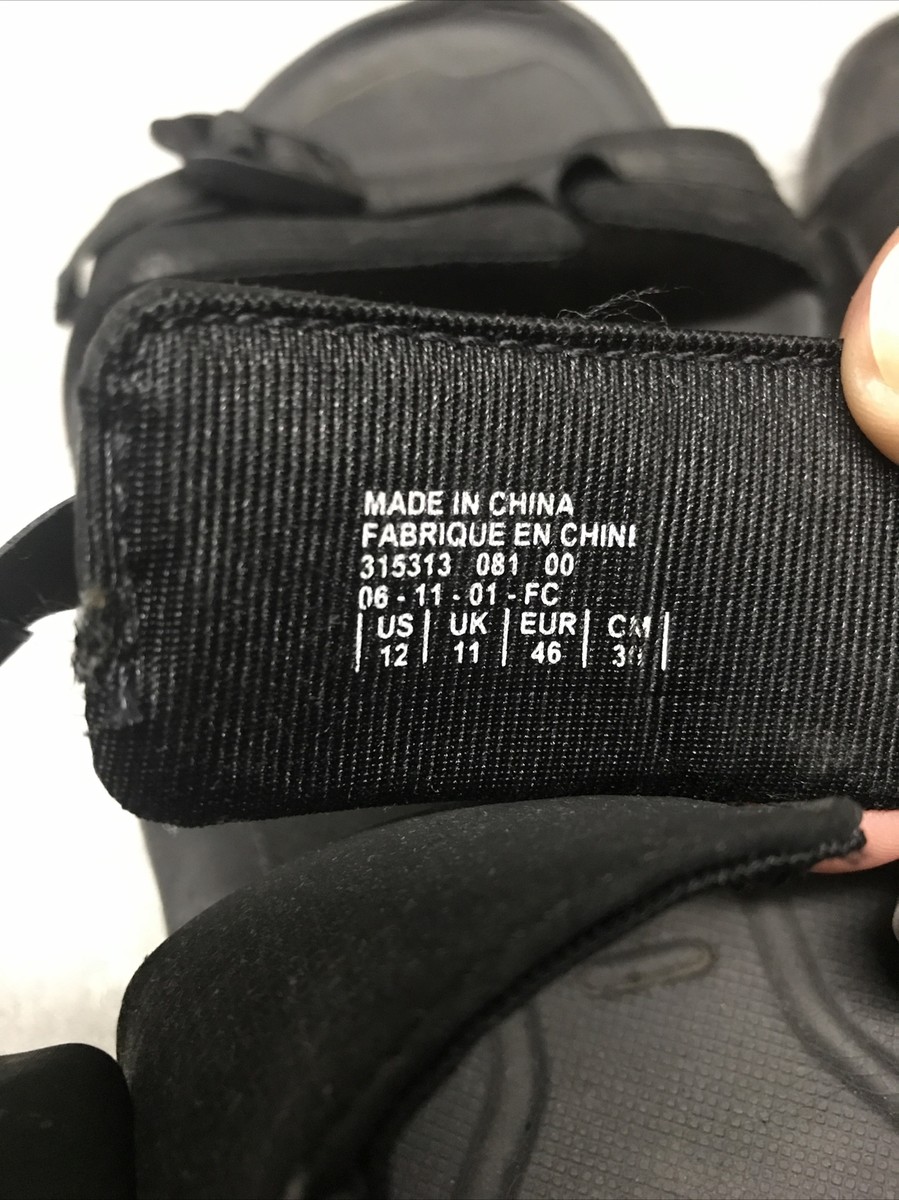 MADE IN CHINA
FABRIQUE EN CHINE
315313 081 00
06-11-01-FC
US | UK | EUR | CM
12 | 11 | 46